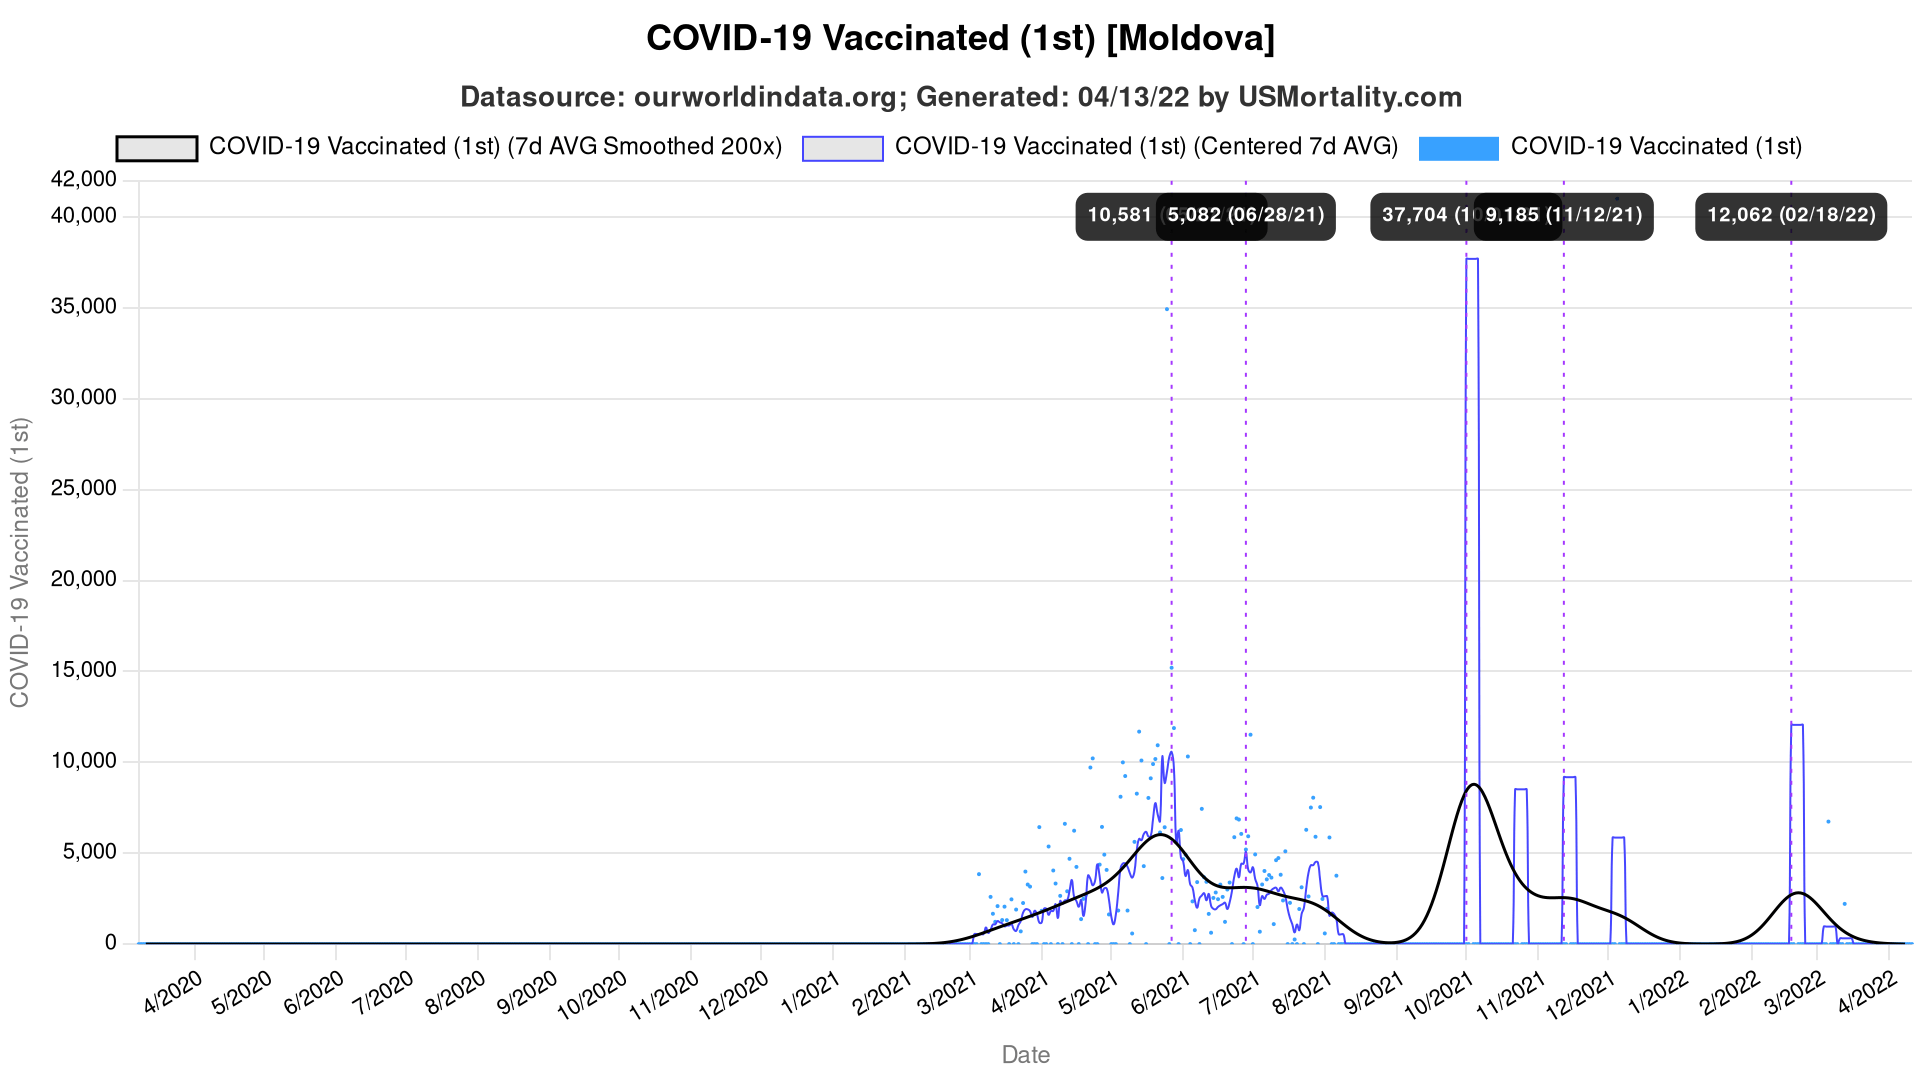 COVID-19 Vaccinated (1st) [Moldova]
Datasource: ourworldindata.org; Generated: 04/13/22 by USMortality.com
COVID-19 Vaccinated (1st) (7d AVG Smoothed 200x) COVID-19 Vaccinated (1st) (Centered 7d AVG) COVID-19 Vaccinated (1st)
10,581 5,082 (06/28/21) 37,704 9,185 (11/12/21) 12,062 (02/18/22)
42,000
40,000
35,000
30,000
25,000
20,000
15,000
10,000
5,000
0
COVID-19 Vaccinated (1st)
4/2020 5/2020 6/2020 7/2020 8/2020 9/2020 10/2020 11/2020 12/2020 1/2021 2/2021 3/2021 4/2021 5/2021 6/2021 7/2021 8/2021 9/2021 10/2021 11/2021 12/2021 1/2022 2/2022 3/2022 4/2022
Date